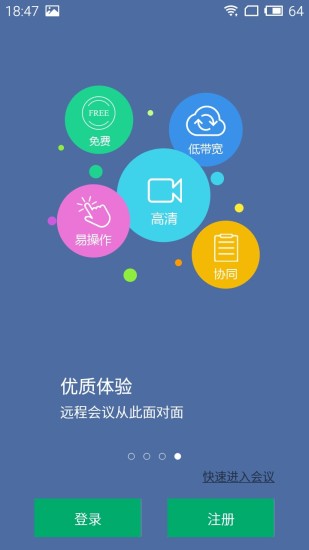 18:47
64
FREE
免费
低带宽
高清
易操作
协同
优质体验
远程会议从此面对面
快速进入会议
登录
注册